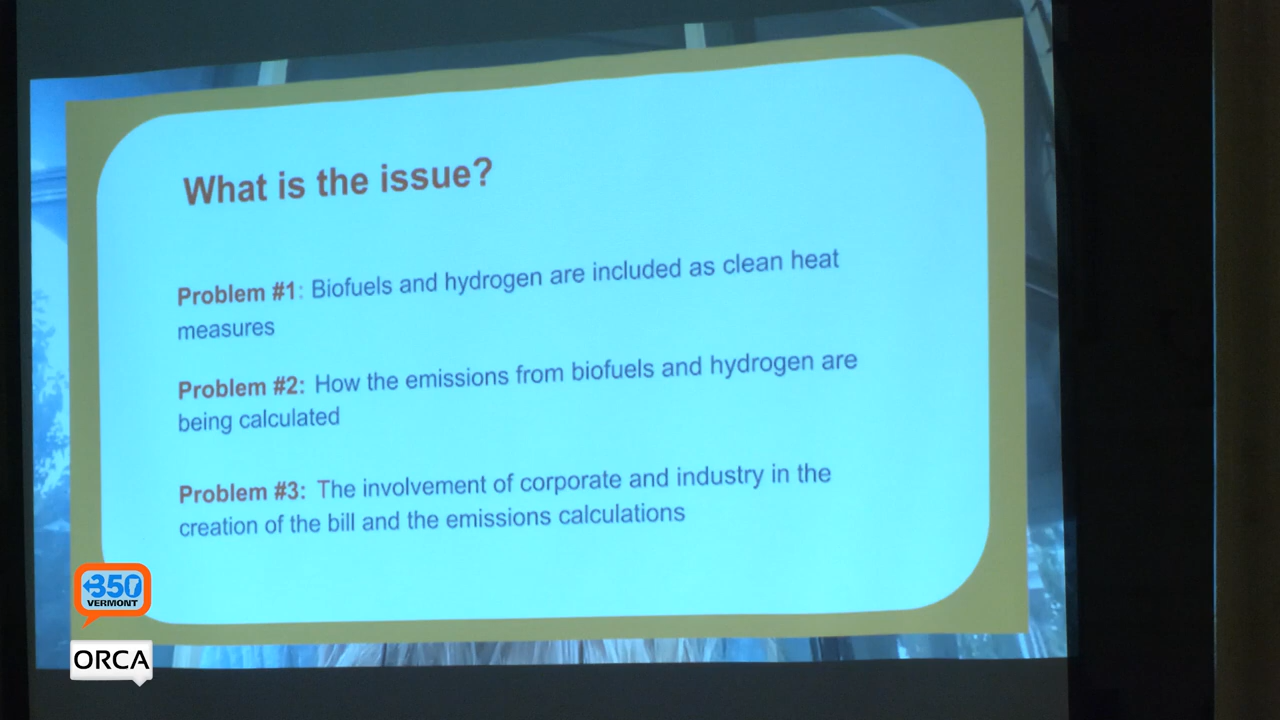 What is the issue?
Problem #1: Biofuels and hydrogen are included as clean heat
measures
Problem #2: How the emissions from biofuels and hydrogen are
being calculated
Problem #3: The involvement of corporate and industry in the
creation of the bill and the emissions calculations
350
VERMONT
ORCA